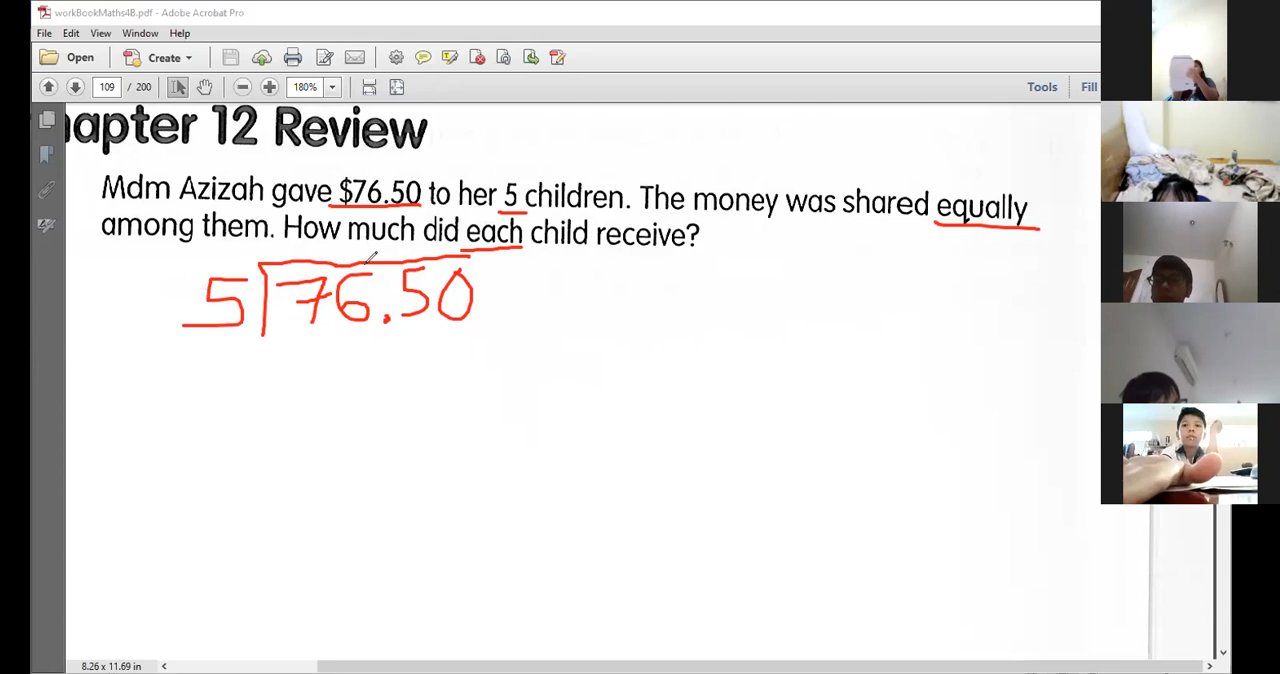 workBookMaths4B.pdf - Adobe Acrobat Pro
File Edit View Window Help
Open Create
109 / 200 180% Tools Fill
hapter 12 Review
Mdm Azizah gave $76.50 to her 5 children. The money was shared equally
among them. How much did each child receive?
5 76.50
8.26 x 11.69 in